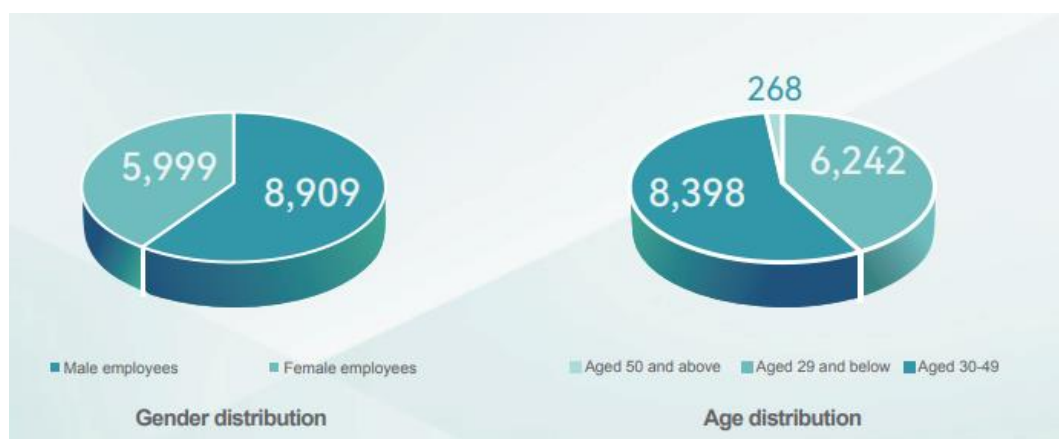 5,999
8,909
Male employees
Female employees
Gender distribution
268
6,242
8,398
Aged 50 and above
Aged 29 and below
Aged 30-49
Age distribution